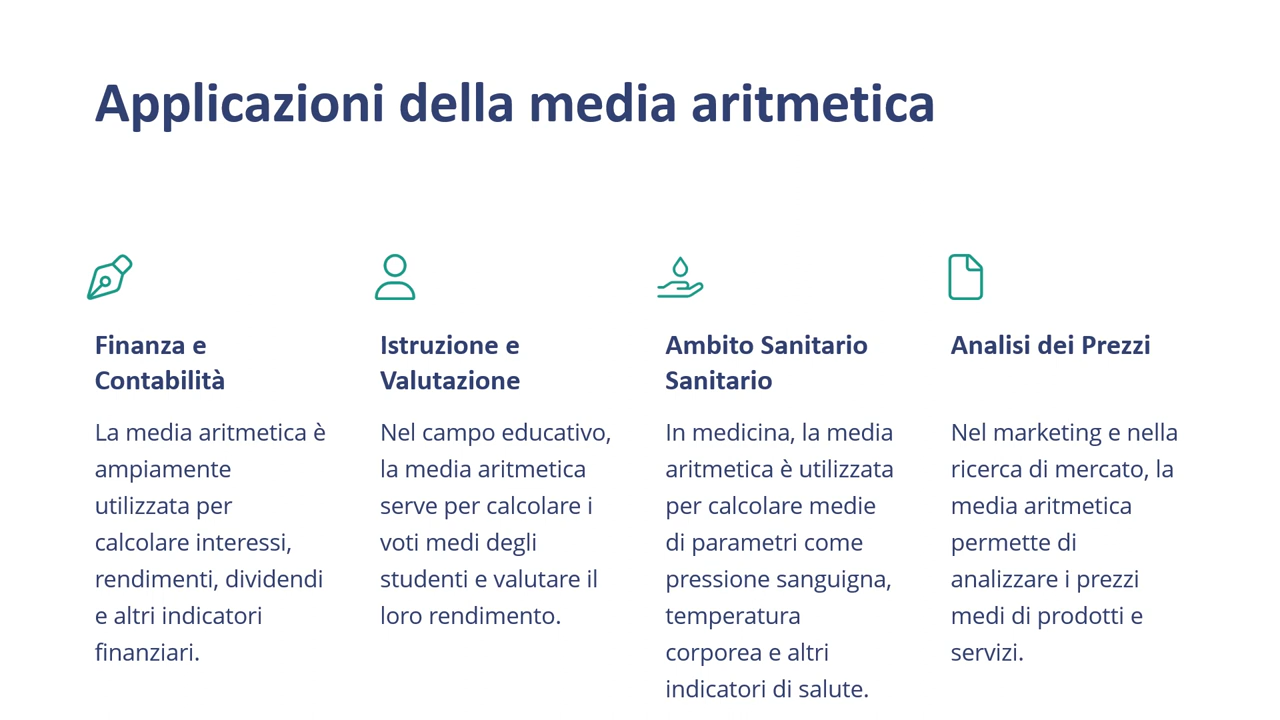 Applicazioni della media aritmetica
Finanza e
Contabilità
La media aritmetica è
ampiamente
utilizzata per
calcolare interessi,
rendimenti, dividendi
e altri indicatori
finanziari.
Istruzione e
Valutazione
Nel campo educativo,
la media aritmetica
serve per calcolare i
voti medi degli
studenti e valutare il
loro rendimento.
Ambito Sanitario
Sanitario
In medicina, la media
aritmetica è utilizzata
per calcolare medie
di parametri come
pressione sanguigna,
temperatura
corporea e altri
indicatori di salute.
Analisi dei Prezzi
Nel marketing e nella
ricerca di mercato, la
media aritmetica
permette di
analizzare i prezzi
medi di prodotti e
servizi.